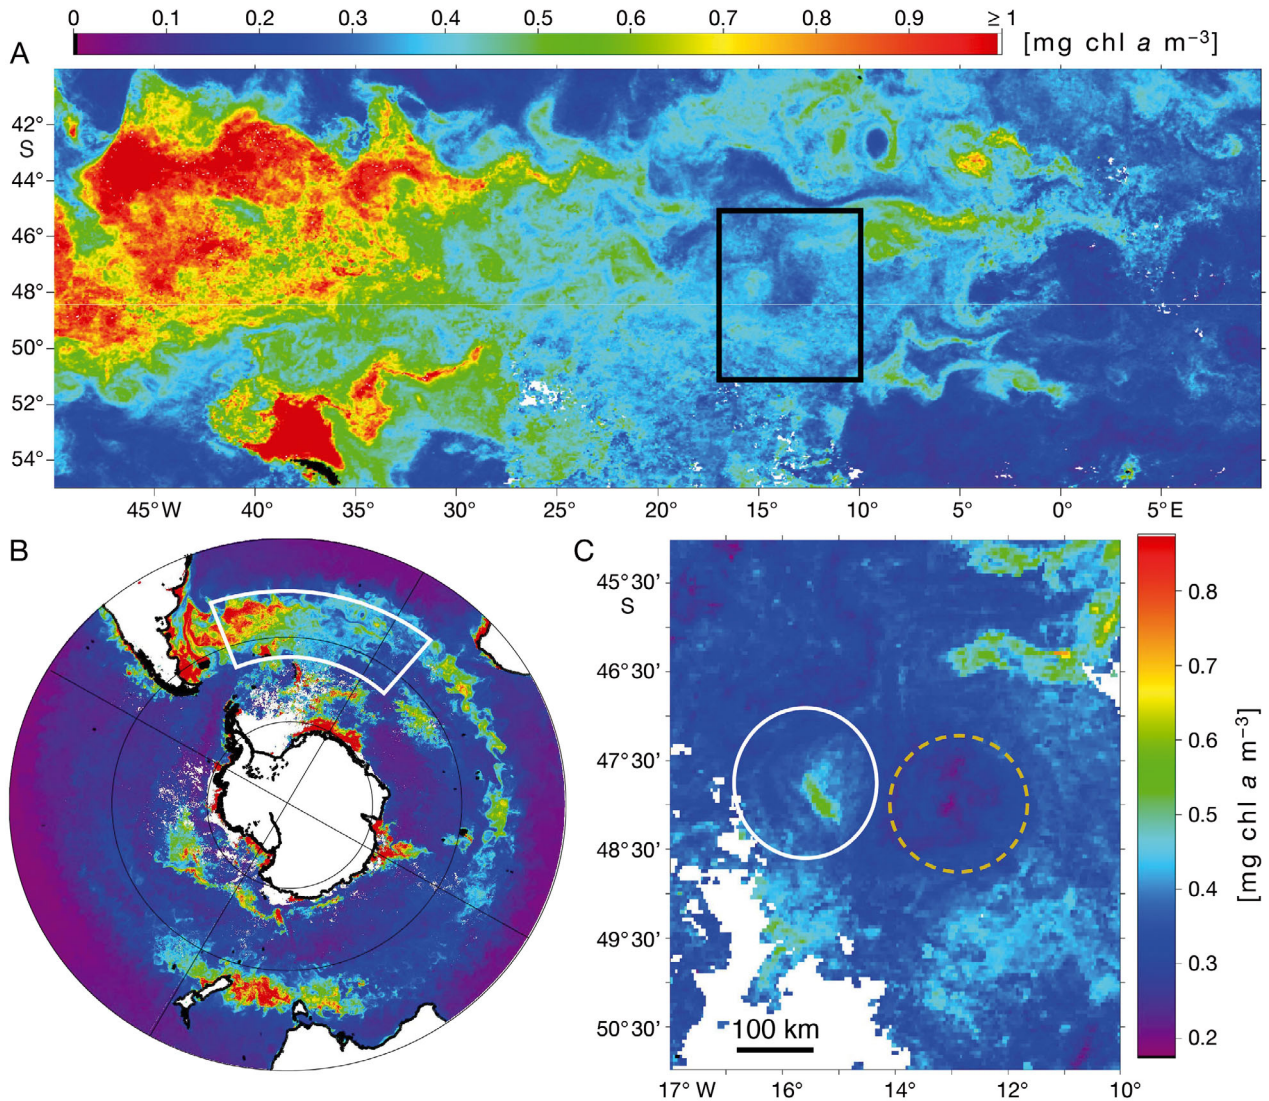 0 0.1 0.2 0.3 0.4 0.5 0.6 0.7 0.8 0.9 ≥ 1
[mg chl a m⁻³]
A
42°
S
44°
46°
48°
50°
52°
54°
45° W 40° 35° 30° 25° 20° 15° 10° 5° 0° 5° E
B
C
45° 30’
S
46° 30’
47° 30’
48° 30’
49° 30’
50° 30’
100 km
17° W 16° 14° 12° 10°
0.8
0.7
0.6
0.5
0.4
0.3
0.2
[mg chl a m⁻³]